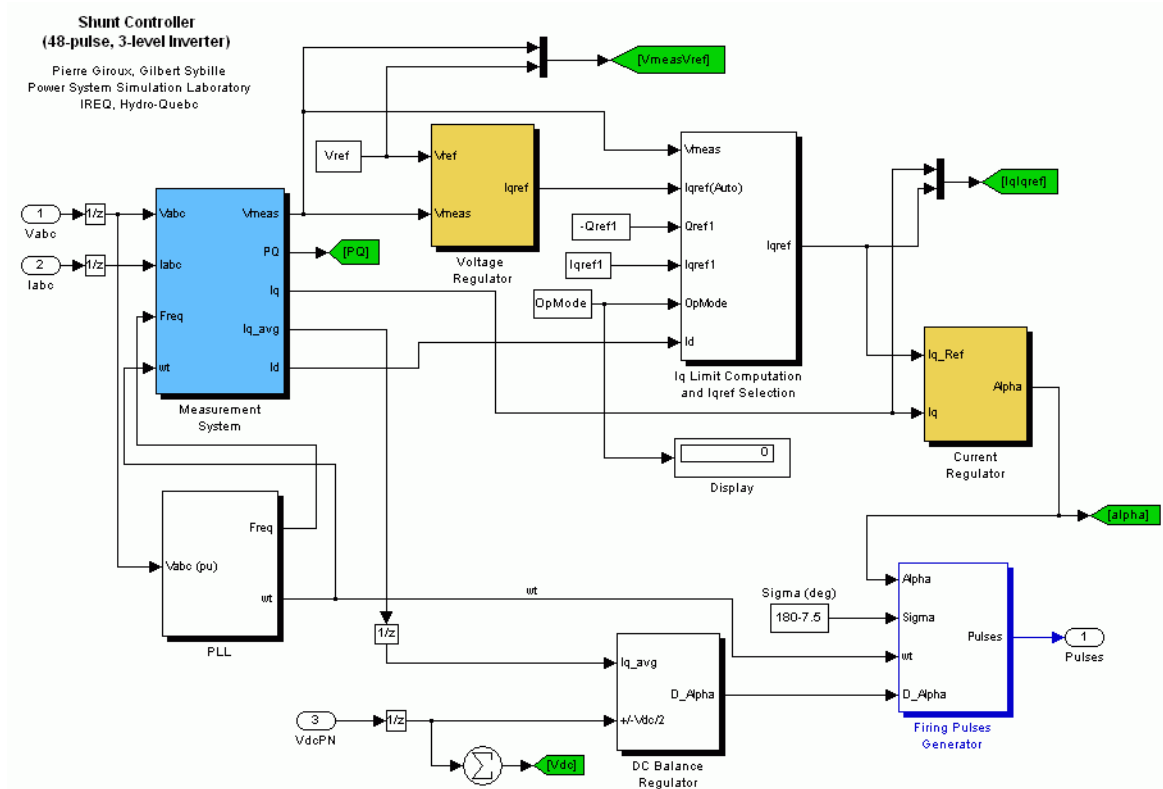 Shunt Controller
(48-pulse, 3-level Inverter)
Pierre Giroux, Gilbert Sybille
Power System Simulation Laboratory
IREQ, Hydro-Quebc
[VmeasVref]
Vref
Vref
Iqref
Vmeas
Voltage
Regulator
Vmeas
Iqref(Auto)
Qref1
Iqref1
OpMode
Id
Iqref
Iq Limit Computation
and Iqref Selection
-Qref1
Iqref1
OpMode
[IqIqref]
1
Vabc
1/z
2
Iabc
1/z
Vabc
Iabc
Freq
wt
Vmeas
PQ
Iq
Iq_avg
Id
Measurement
System
[PQ]
Iq_Ref
Iq
Alpha
Current
Regulator
0
Display
[alpha]
Vabc (pu)
Freq
wt
PLL
wt
1/z
Sigma (deg)
180-7.5
Alpha
Sigma
wt
D_Alpha
Pulses
Firing Pulses
Generator
1
Pulses
Iq_avg
D_Alpha
+/-Vdc/2
DC Balance
Regulator
3
VdcPN
1/z
Σ
[Vdc]